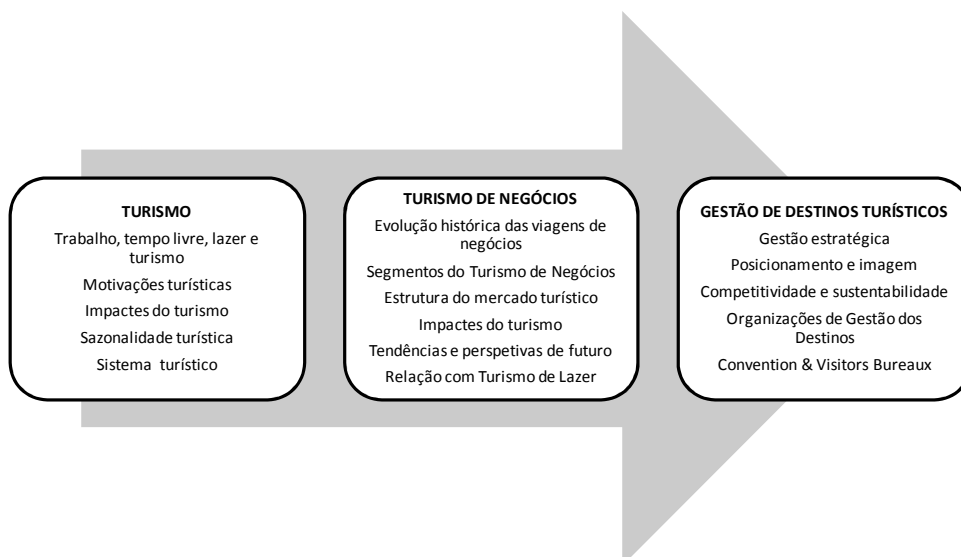 TURISMO
Trabalho, tempo livre, lazer e
turismo
Motivações turísticas
Impactes do turismo
Sazonalidade turística
Sistema turístico
TURISMO DE NEGÓCIOS
Evolução histórica das viagens de
negócios
Segmentos do Turismo de Negócios
Estrutura do mercado turístico
Impactes do turismo
Tendências e perspetivas de futuro
Relação com Turismo de Lazer
GESTÃO DE DESTINOS TURÍSTICOS
Gestão estratégica
Posicionamento e imagem
Competitividade e sustentabilidade
Organizações de Gestão dos
Destinos
Convention & Visitors Bureaux